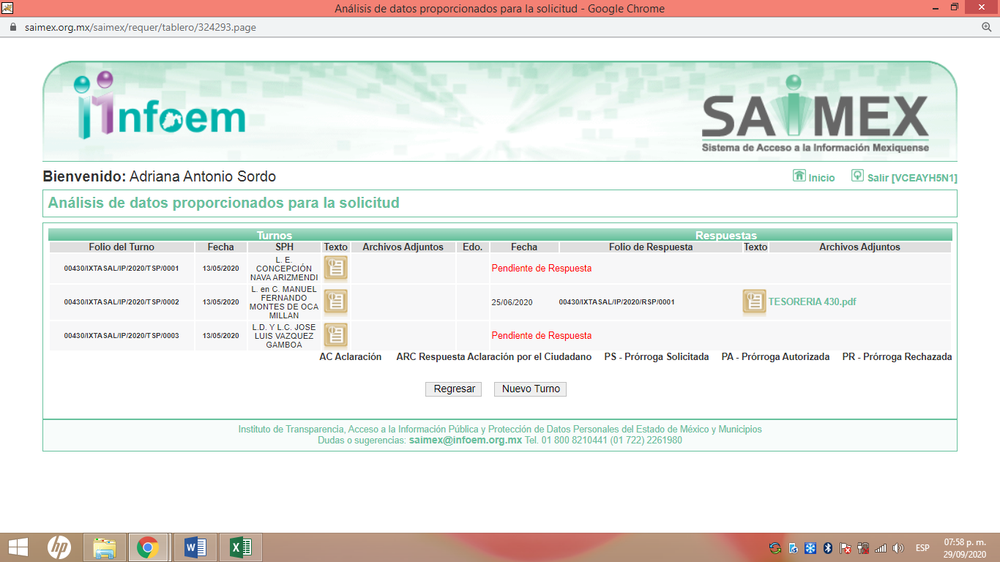 Análisis de datos proporcionados para la solicitud - Google Chrome
saimex.org.mx/saimex/requer/tablero/324293.page
infoem
SAIMEX
Sistema de Acceso a la Información Mexiquense
Bienvenido: Adriana Antonio Sordo
Inicio Salir [VCEAYH5N1]
Análisis de datos proporcionados para la solicitud
Turnos Respuestas
Folio del Turno Fecha SPH Texto Archivos Adjuntos Edo. Fecha Folio de Respuesta Texto Archivos Adjuntos
00430/IXTASAL/IP/2020/TSP/0001 13/05/2020 L. E. CONCEPCIÓN NAVA ARIZMENDI Pendiente de Respuesta
00430/IXTASAL/IP/2020/TSP/0002 13/05/2020 L. en C. MANUEL FERNANDO MONTES DE OCA MILLAN 25/06/2020 00430/IXTASAL/IP/2020/RSP/0001 TESORERIA 430.pdf
00430/IXTASAL/IP/2020/TSP/0003 13/05/2020 L.D. Y L.C. JOSE LUIS VAZQUEZ GAMBOA Pendiente de Respuesta
AC Aclaración ARC Respuesta Aclaración por el Ciudadano PS - Prórroga Solicitada PA - Prórroga Autorizada PR - Prórroga Rechazada
Regresar Nuevo Turno
Instituto de Transparencia, Acceso a la Información Pública y Protección de Datos Personales del Estado de México y Municipios
Dudas o sugerencias: saimex@infoem.org.mx Tel. 01 800 8210441 (01 722) 2261980
hp
ESP
07:58 p. m.
29/09/2020